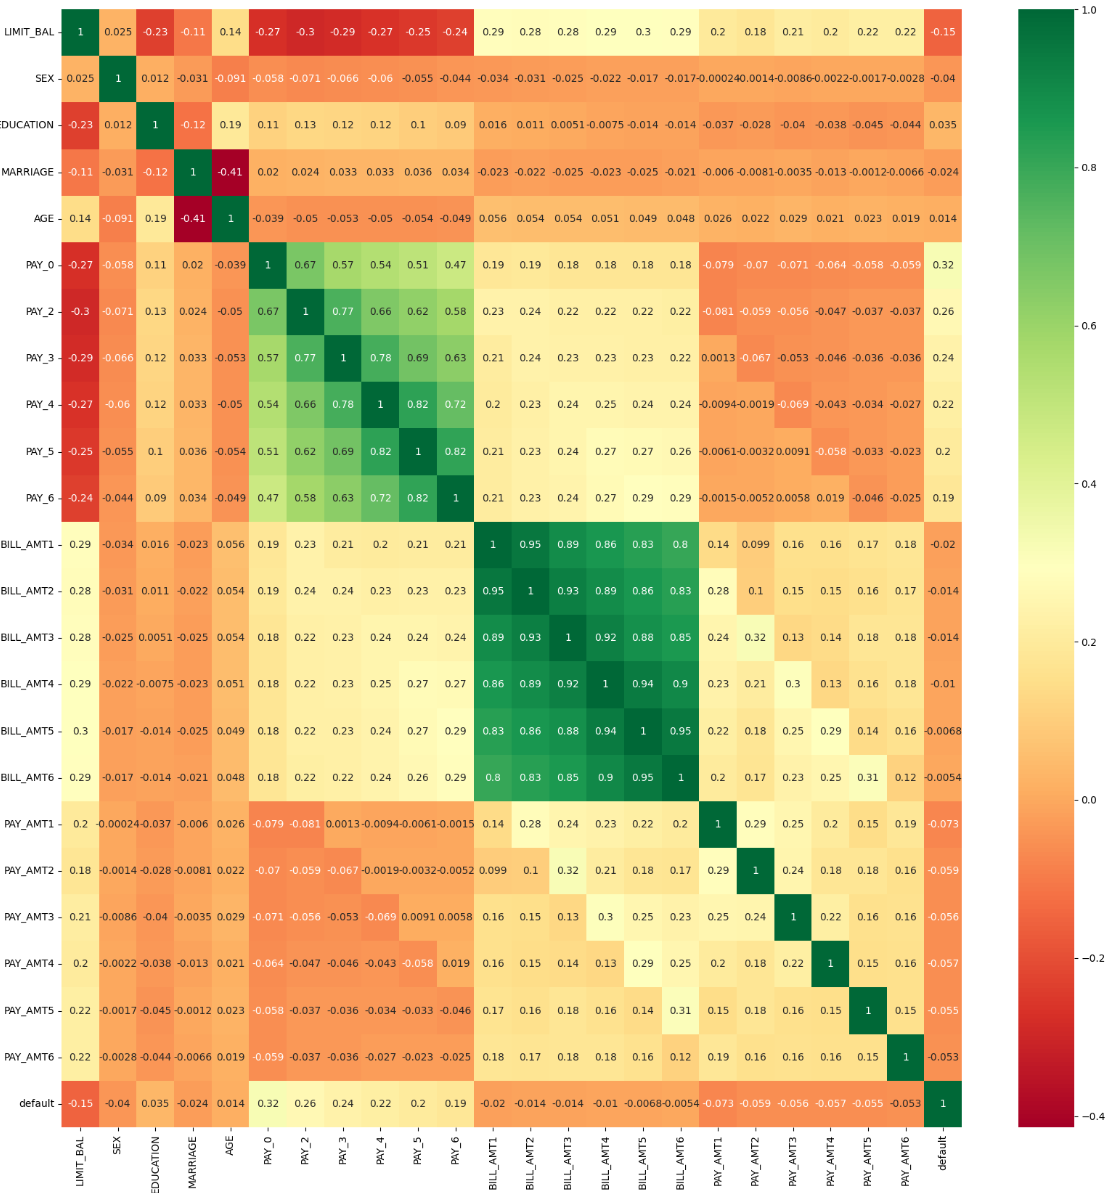 LIMIT_BAL 1 0.025 -0.23 -0.11 0.14 -0.27 -0.3 -0.29 -0.27 -0.25 -0.24 0.29 0.28 0.28 0.29 0.3 0.29 0.2 0.18 0.21 0.2 0.22 0.22 -0.15
SEX 0.025 1 0.012 -0.031 -0.091 -0.058 -0.071 -0.066 -0.06 -0.055 -0.044 -0.034 -0.031 -0.025 -0.022 -0.017 -0.017 -0.00024 -0.0014 -0.0086 -0.0022 -0.0017 -0.0028 -0.04
EDUCATION -0.23 0.012 1 -0.12 0.19 0.11 0.13 0.12 0.12 0.1 0.09 0.016 0.011 0.0051 -0.0075 -0.014 -0.014 -0.037 -0.028 -0.04 -0.038 -0.045 -0.044 0.035
MARRIAGE -0.11 -0.031 -0.12 1 -0.41 0.02 0.024 0.033 0.033 0.036 0.034 -0.023 -0.022 -0.025 -0.023 -0.025 -0.021 -0.006 -0.0081 -0.0035 -0.013 -0.0012 -0.0066 -0.024
AGE 0.14 -0.091 0.19 -0.41 1 -0.039 -0.05 -0.053 -0.05 -0.054 -0.049 0.056 0.054 0.054 0.051 0.049 0.048 0.026 0.022 0.029 0.021 0.023 0.019 0.014
PAY_0 -0.27 -0.058 0.11 0.02 -0.039 1 0.67 0.57 0.54 0.51 0.47 0.19 0.19 0.18 0.18 0.18 0.18 -0.079 -0.07 -0.071 -0.064 -0.058 -0.059 0.32
PAY_2 -0.3 -0.071 0.13 0.024 -0.05 0.67 1 0.77 0.66 0.62 0.58 0.23 0.24 0.22 0.22 0.22 0.22 -0.081 -0.059 -0.056 -0.047 -0.037 -0.037 0.26
PAY_3 -0.29 -0.066 0.12 0.033 -0.053 0.57 0.77 1 0.78 0.69 0.63 0.21 0.24 0.23 0.23 0.23 0.22 0.0013 -0.067 -0.053 -0.046 -0.036 -0.036 0.24
PAY_4 -0.27 -0.06 0.12 0.033 -0.05 0.54 0.66 0.78 1 0.82 0.72 0.2 0.23 0.24 0.25 0.24 0.24 -0.0094 -0.0019 -0.069 -0.043 -0.034 -0.027 0.22
PAY_5 -0.25 -0.055 0.1 0.036 -0.054 0.51 0.62 0.69 0.82 1 0.82 0.21 0.23 0.24 0.27 0.27 0.26 -0.0061 -0.0032 0.0091 -0.058 -0.033 -0.023 0.2
PAY_6 -0.24 -0.044 0.09 0.034 -0.049 0.47 0.58 0.63 0.72 0.82 1 0.21 0.23 0.24 0.27 0.29 0.29 -0.0015 -0.0052 0.0058 0.019 -0.046 -0.025 0.19
BILL_AMT1 0.29 -0.034 0.016 -0.023 0.056 0.19 0.23 0.21 0.2 0.21 0.21 1 0.95 0.89 0.86 0.83 0.8 0.14 0.099 0.16 0.16 0.17 0.18 -0.02
BILL_AMT2 0.28 -0.031 0.011 -0.022 0.054 0.19 0.24 0.24 0.23 0.23 0.23 0.95 1 0.93 0.89 0.86 0.83 0.28 0.1 0.15 0.15 0.16 0.17 -0.014
BILL_AMT3 0.28 -0.025 0.0051 -0.025 0.054 0.18 0.22 0.23 0.24 0.24 0.24 0.89 0.93 1 0.92 0.88 0.85 0.24 0.32 0.13 0.14 0.18 0.18 -0.014
BILL_AMT4 0.29 -0.022 -0.0075 -0.023 0.051 0.18 0.22 0.23 0.25 0.27 0.27 0.86 0.89 0.92 1 0.94 0.9 0.23 0.21 0.3 0.13 0.16 0.18 -0.01
BILL_AMT5 0.3 -0.017 -0.014 -0.025 0.049 0.18 0.22 0.23 0.24 0.27 0.29 0.83 0.86 0.88 0.94 1 0.95 0.22 0.18 0.25 0.29 0.14 0.16 -0.0068
BILL_AMT6 0.29 -0.017 -0.014 -0.021 0.048 0.18 0.22 0.22 0.24 0.26 0.29 0.8 0.83 0.85 0.9 0.95 1 0.2 0.17 0.23 0.25 0.31 0.12 -0.0054
PAY_AMT1 0.2 -0.00024 -0.037 -0.006 0.026 -0.079 -0.081 0.0013 -0.0094 -0.0061 -0.0015 0.14 0.28 0.24 0.23 0.22 0.2 1 0.29 0.25 0.2 0.15 0.19 -0.073
PAY_AMT2 0.18 -0.0014 -0.028 -0.0081 0.022 -0.07 -0.059 -0.067 -0.0019 -0.0032 -0.0052 0.099 0.1 0.32 0.21 0.18 0.17 0.29 1 0.24 0.18 0.18 0.16 -0.059
PAY_AMT3 0.21 -0.0086 -0.04 -0.0035 0.029 -0.071 -0.056 -0.053 -0.069 0.0091 0.0058 0.16 0.15 0.13 0.3 0.25 0.23 0.25 0.24 1 0.22 0.16 0.16 -0.056
PAY_AMT4 0.2 -0.0022 -0.038 -0.013 0.021 -0.064 -0.047 -0.046 -0.043 -0.058 0.019 0.16 0.15 0.14 0.13 0.29 0.25 0.2 0.18 0.22 1 0.15 0.16 -0.057
PAY_AMT5 0.22 -0.0017 -0.045 -0.0012 0.023 -0.058 -0.037 -0.036 -0.034 -0.033 -0.046 0.17 0.16 0.18 0.16 0.14 0.31 0.15 0.18 0.16 0.15 1 0.15 -0.055
PAY_AMT6 0.22 -0.0028 -0.044 -0.0066 0.019 -0.059 -0.037 -0.036 -0.027 -0.023 -0.025 0.18 0.17 0.18 0.18 0.16 0.12 0.19 0.16 0.16 0.16 0.15 1 -0.053
default -0.15 -0.04 0.035 -0.024 0.014 0.32 0.26 0.24 0.22 0.2 0.19 -0.02 -0.014 -0.014 -0.01 -0.0068 -0.0054 -0.073 -0.059 -0.056 -0.057 -0.055 -0.053 1
LIMIT_BAL SEX EDUCATION MARRIAGE AGE PAY_0 PAY_2 PAY_3 PAY_4 PAY_5 PAY_6 BILL_AMT1 BILL_AMT2 BILL_AMT3 BILL_AMT4 BILL_AMT5 BILL_AMT6 PAY_AMT1 PAY_AMT2 PAY_AMT3 PAY_AMT4 PAY_AMT5 PAY_AMT6 default
1.0
0.8
0.6
0.4
0.2
0.0
−0.2
−0.4